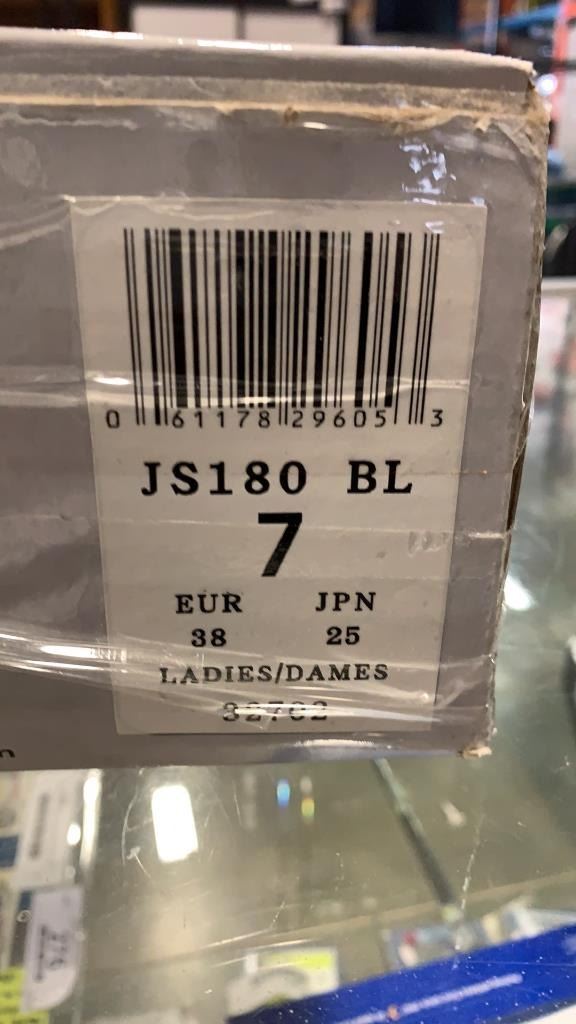 0 61178 29605 3
JS180 BL
7
EUR JPN
38 25
LADIES/DAMES
32702